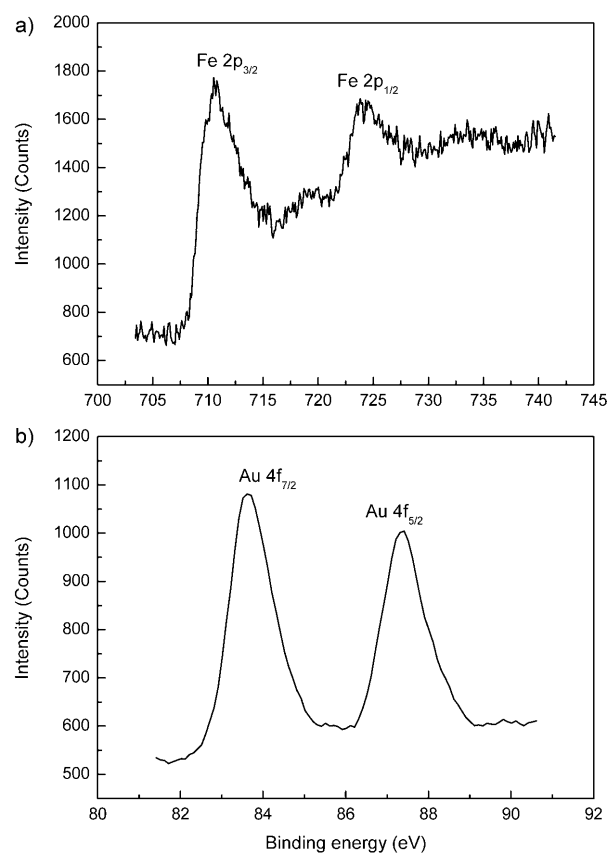 a)
2000
1800
1600
1400
1200
1000
800
600
Intensity (Counts)
Fe 2p3/2
Fe 2p1/2
700 705 710 715 720 725 730 735 740 745
b)
1200
1100
1000
900
800
700
600
500
Intensity (Counts)
Au 4f7/2
Au 4f5/2
80 82 84 86 88 90 92
Binding energy (eV)